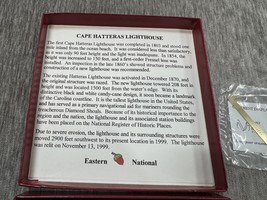 CAPE HATTERAS LIGHTHOUSE
The first Cape Hatteras Lighthouse was completed in 1803 and stood one
mile inland from the ocean beach. It was considered less than satisfactory,
as it was only 90 feet height and the light was inadequate. In 1854, the
height was increased to 150 feet, and a first-order Fresnel lens was
installed. An inspection in the late 1860's showed structure problems and
construction of a new lighthouse was recommended.
The existing Hatteras Lighthouse was activated in December 1870, and
the original structure was razed. The new lighthouse towered 208 feet in
height and was located 1500 feet from the water's edge. With its
distinctive black and white candy-cane design, it soon became a landmark
of the Carolina coastline. It is the tallest lighthouse in the United States,
and has served as a primary navigational aid for mariners rounding the
treacherous Diamond Shoals. Because of its historical importance to the
region and the nation, the lighthouse and its associated station buildings
have been placed on the National Register of Historic Places.
Due to severe erosion, the lighthouse and its surrounding structures were
moved 2900 feet southwest to its present location in 1999. The lighthouse
was relit on November 13, 1999.
Eastern National